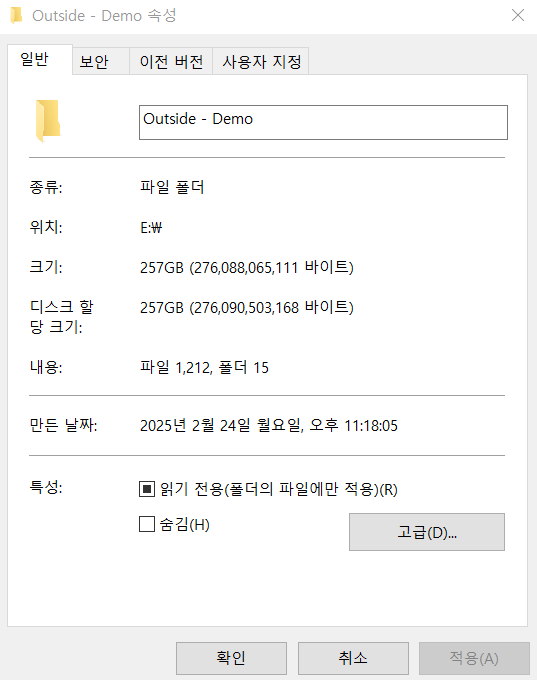 Outside - Demo 속성
일반 보안 이전 버전 사용자 지정
Outside - Demo
종류: 파일 폴더
위치: E:₩
크기: 257GB (276,088,065,111 바이트)
디스크 할 257GB (276,090,503,168 바이트)
당 크기:
내용: 파일 1,212, 폴더 15
만든 날짜: 2025년 2월 24일 월요일, 오후 11:18:05
특성: 읽기 전용(폴더의 파일에만 적용)(R)
숨김(H) 고급(D)...
확인 취소 적용(A)